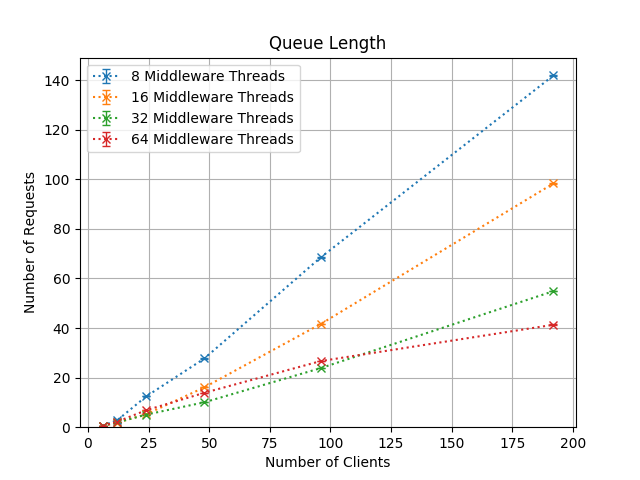 Queue Length
8 Middleware Threads
16 Middleware Threads
32 Middleware Threads
64 Middleware Threads
Number of Requests
140
120
100
80
60
40
20
0
0 25 50 75 100 125 150 175 200
Number of Clients